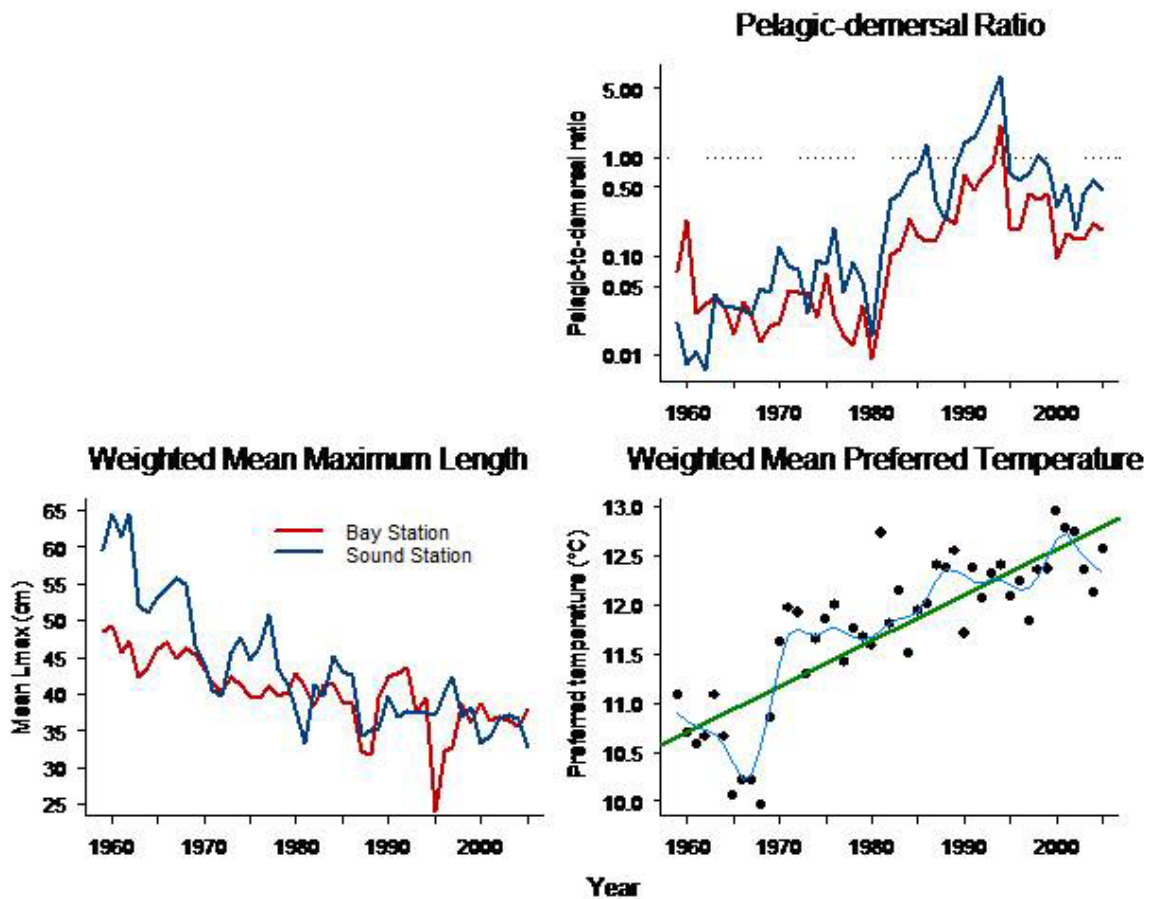 Pelagic-demersal Ratio
Pelagic-to-demersal ratio
5.00
1.00
0.50
0.10
0.05
0.01
1960 1970 1980 1990 2000
Weighted Mean Maximum Length
Mean Lmax (cm)
65
60
55
50
45
40
35
30
25
Bay Station
Sound Station
1960 1970 1980 1990 2000
Weighted Mean Preferred Temperature
Preferred temperature (°C)
13.0
12.5
12.0
11.5
11.0
10.5
10.0
1960 1970 1980 1990 2000
Year